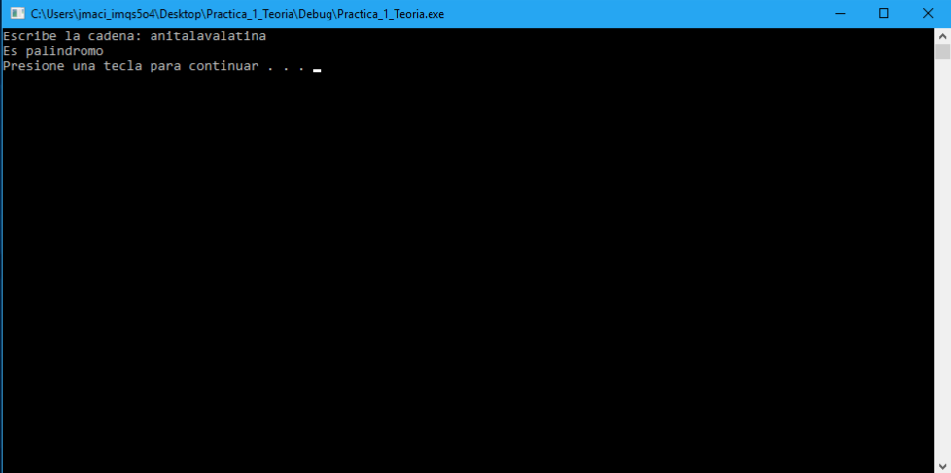 C:\Users\jmaci_imqs5o4\Desktop\Practica_1_Teoria\Debug\Practica_1_Teoria.exe
Escribe la cadena: anitalavalatina
Es palindromo
Presione una tecla para continuar . . .